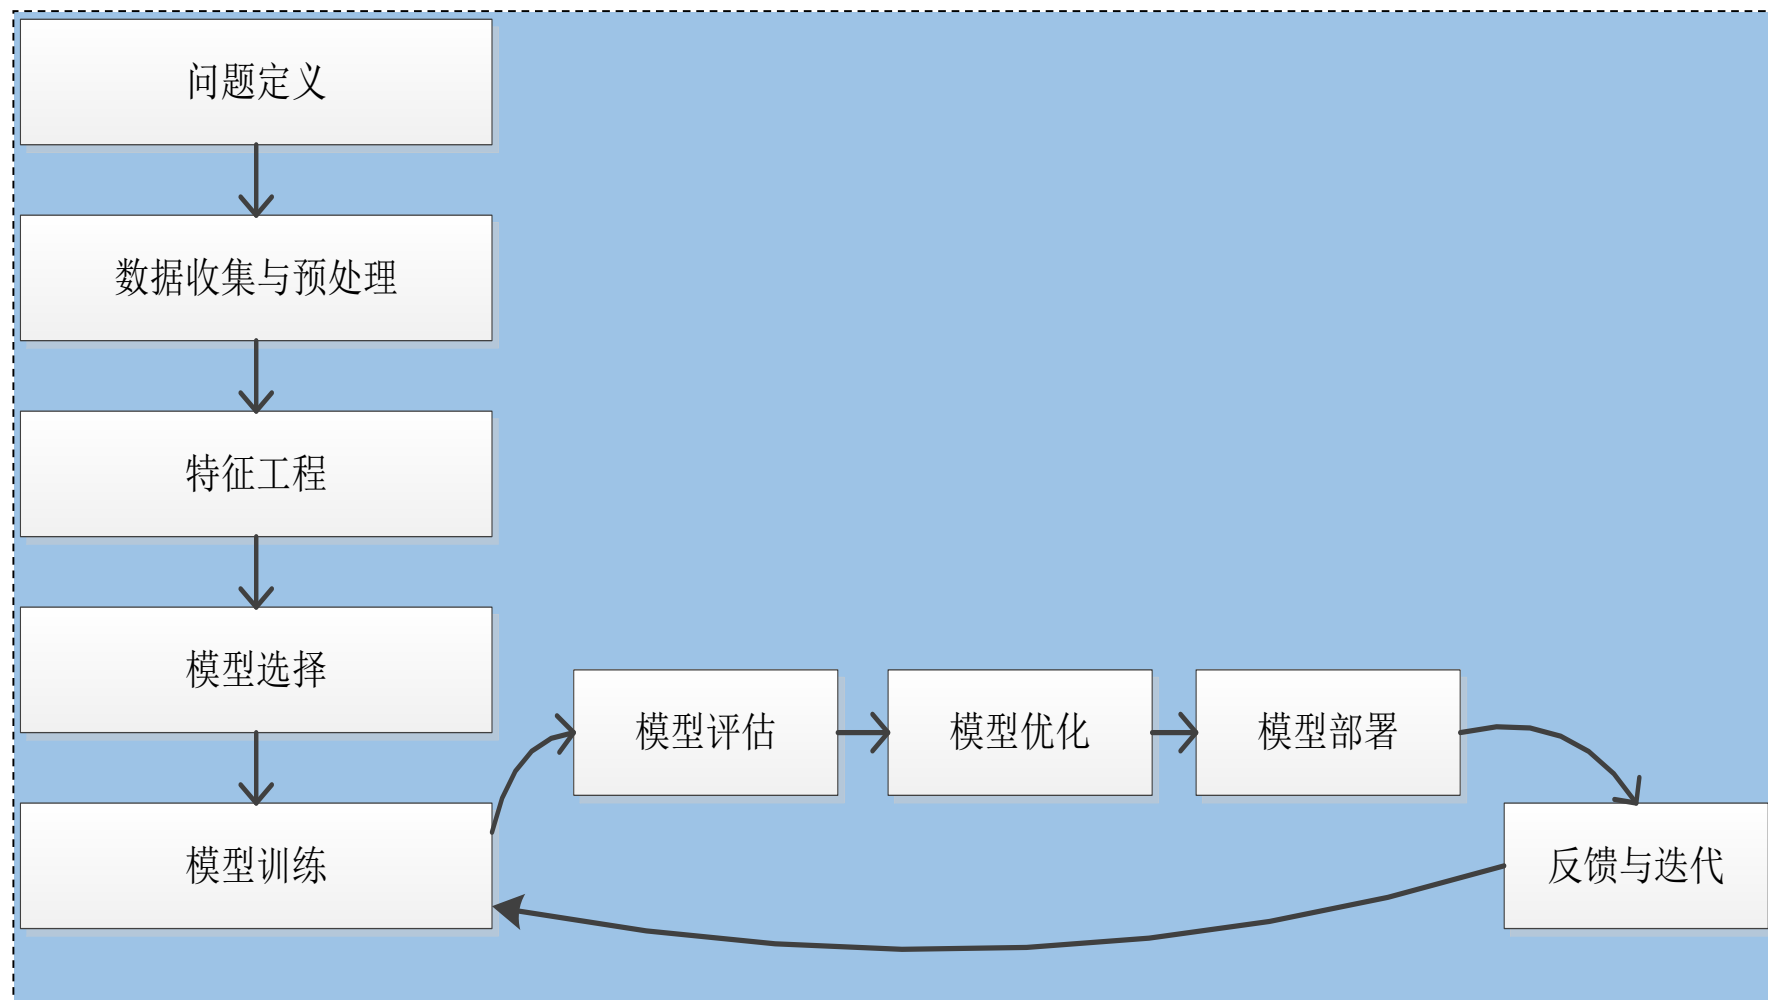 问题定义
数据收集与预处理
特征工程
模型选择
模型训练
模型评估
模型优化
模型部署
反馈与迭代